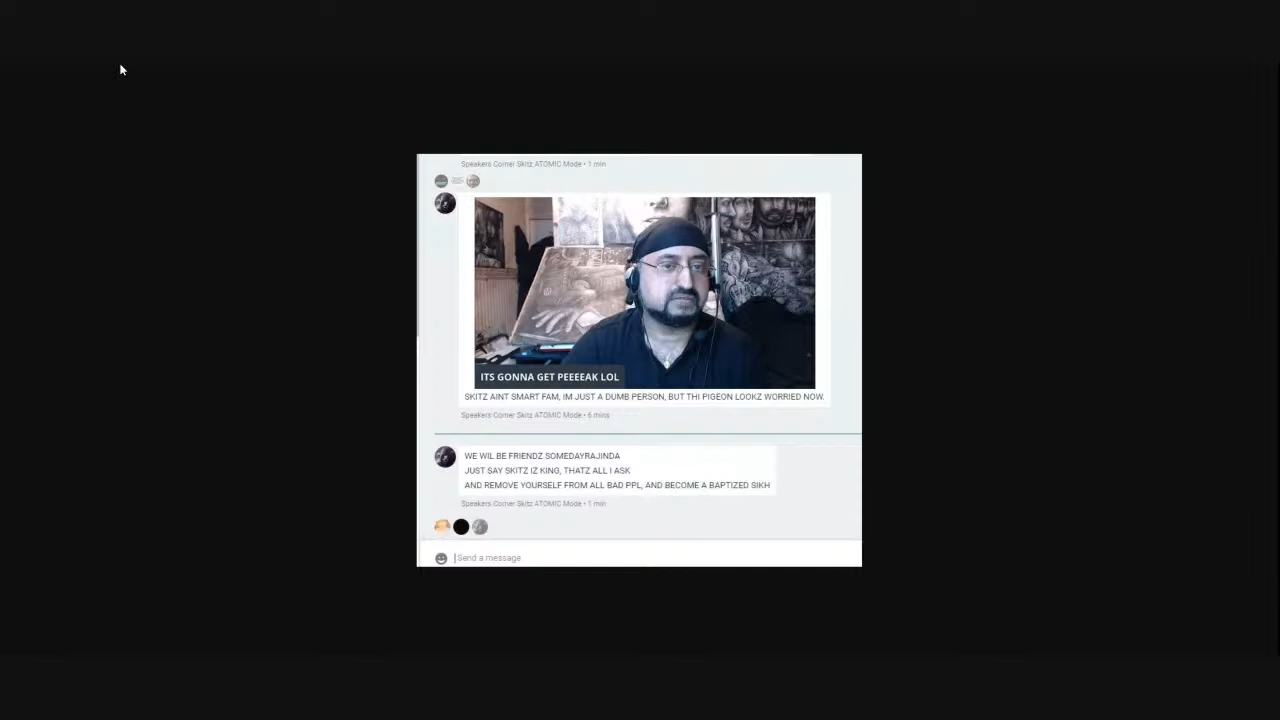 Speakers Corner Skitz ATOMIC Mode • 1 min
ITS GONNA GET PEEEEAK LOL
SKITZ AINT SMART FAM, IM JUST A DUMB PERSON, BUT THI PIGEON LOOKZ WORRIED NOW.
Speakers Corner Skitz ATOMIC Mode • 6 mins
WE WIL BE FRIENDZ SOMEDAYRAJINDA
JUST SAY SKITZ IZ KING, THATZ ALL I ASK
AND REMOVE YOURSELF FROM ALL BAD PPL, AND BECOME A BAPTIZED SIKH
Speakers Corner Skitz ATOMIC Mode • 1 min
Send a message